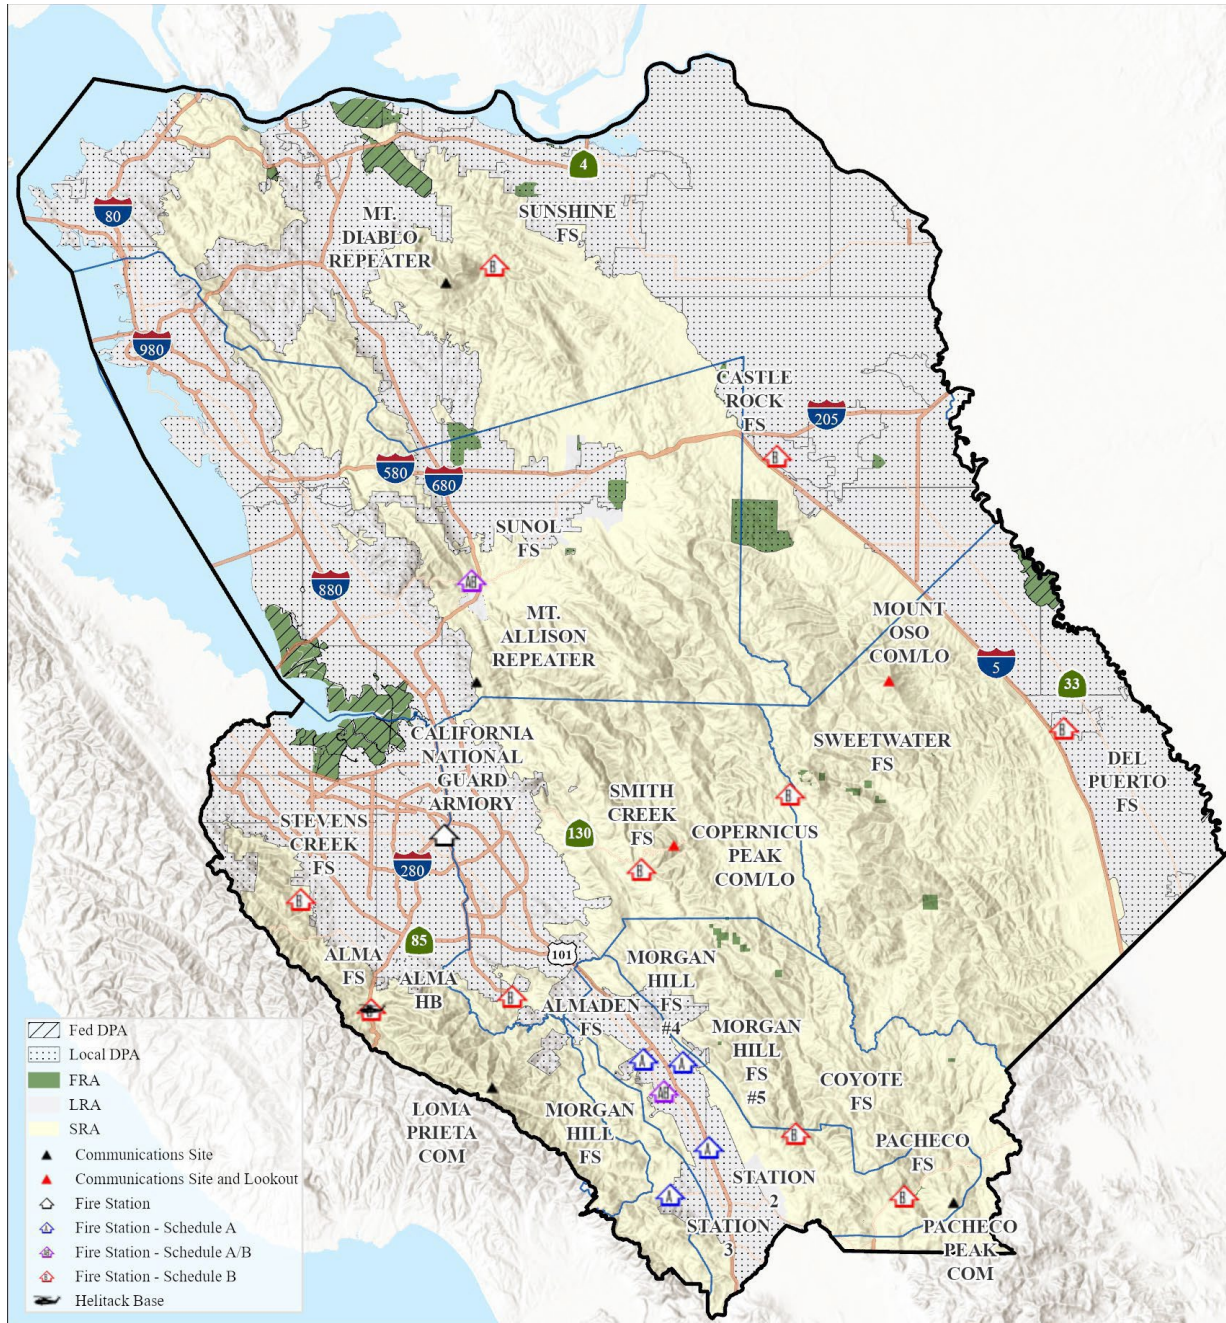 4
80
SUNSHINE
FS
MT.
DIABLO
REPEATER
B
980
CASTLE
ROCK
FS
205
B
580
680
SUNOL
FS
AB
880
MT.
ALLISON
REPEATER
MOUNT
OSO
COM/LO
5
33
B
CALIFORNIA
NATIONAL
GUARD
ARMORY
SWEETWATER
FS
DEL
PUERTO
FS
SMITH
CREEK
FS
B
STEVENS
CREEK
FS
130
COPERNICUS
PEAK
COM/LO
280
B
B
85
101
ALMA
FS
ALMA
HB
MORGAN
HILL
FS
#4
B
ALMADEN
FS
MORGAN
HILL
FS
#5
A
A
AB
COYOTE
FS
LOMA
PRIETA
COM
MORGAN
HILL
FS
B
A
PACHECO
FS
STATION
2
A
B
STATION
3
PACHECO
PEAK
COM
Fed DPA
Local DPA
FRA
LRA
SRA
Communications Site
Communications Site and Lookout
Fire Station
A
Fire Station - Schedule A
AB
Fire Station - Schedule A/B
B
Fire Station - Schedule B
Helitack Base